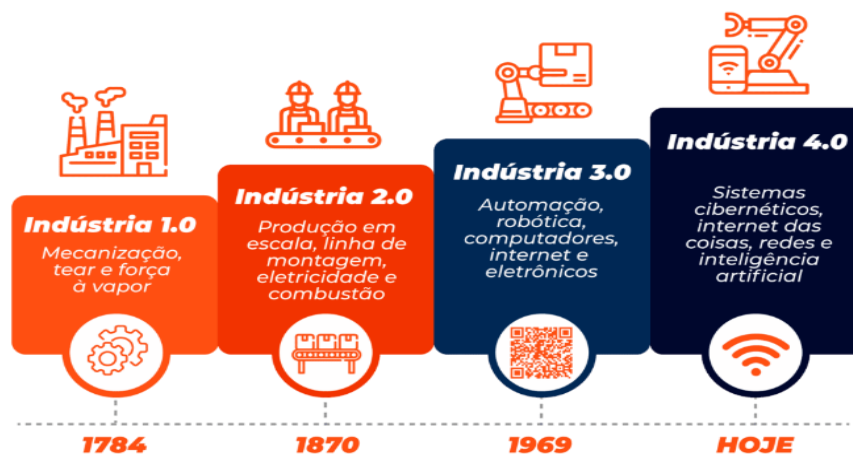 Indústria 1.0
Mecanização,
tear e força
à vapor
1784
Indústria 2.0
Produção em
escala, linha de
montagem,
eletricidade e
combustão
1870
Indústria 3.0
Automação,
robótica,
computadores,
internet e
eletrônicos
1969
Indústria 4.0
Sistemas
cibernéticos,
internet das
coisas, redes e
inteligência
artificial
HOJE